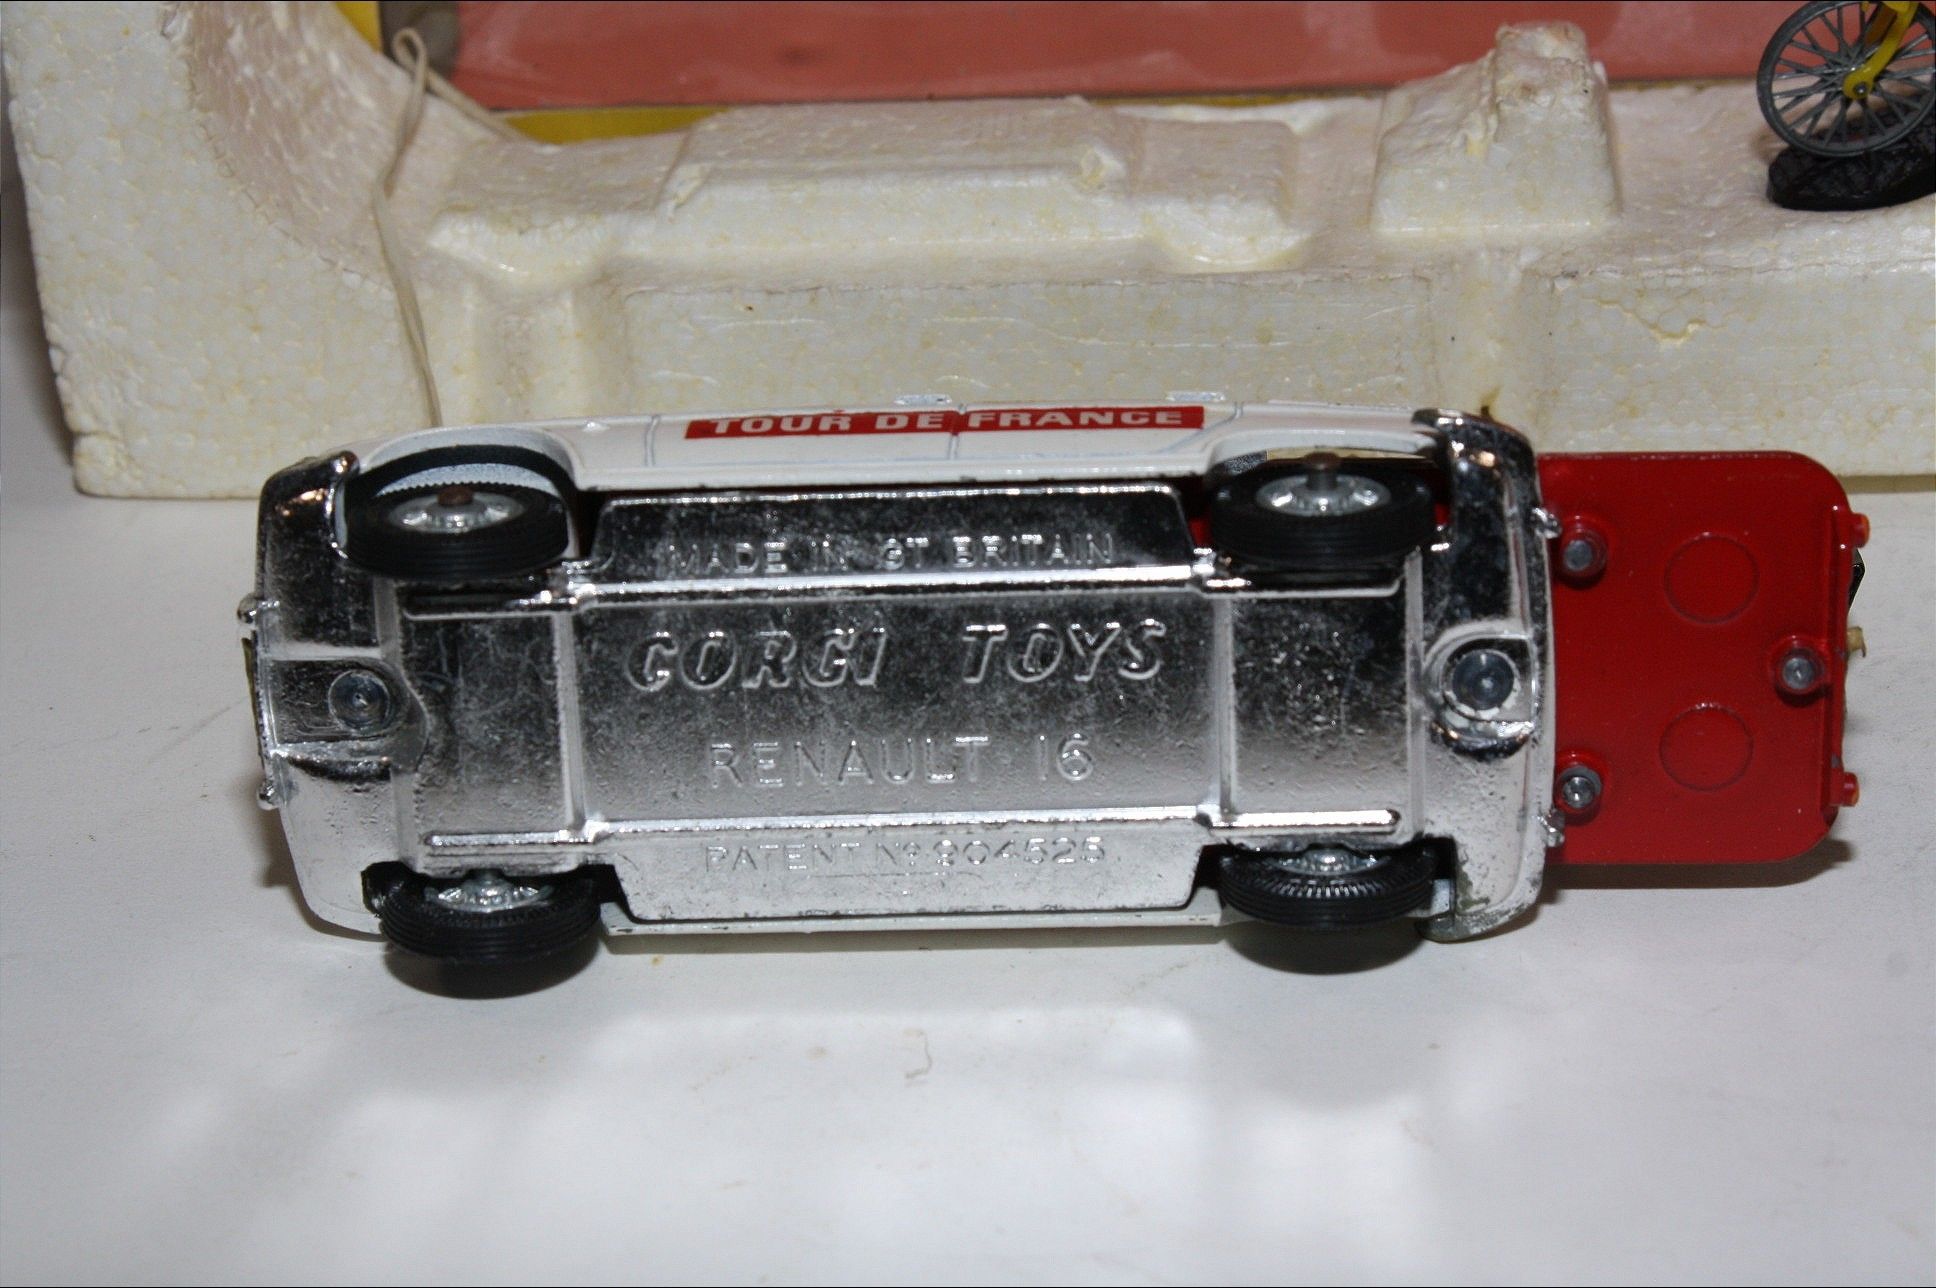 TOUR DE FRANCE
MADE IN GT BRITAIN
CORGI TOYS
RENAULT 16
PATENT No 904525